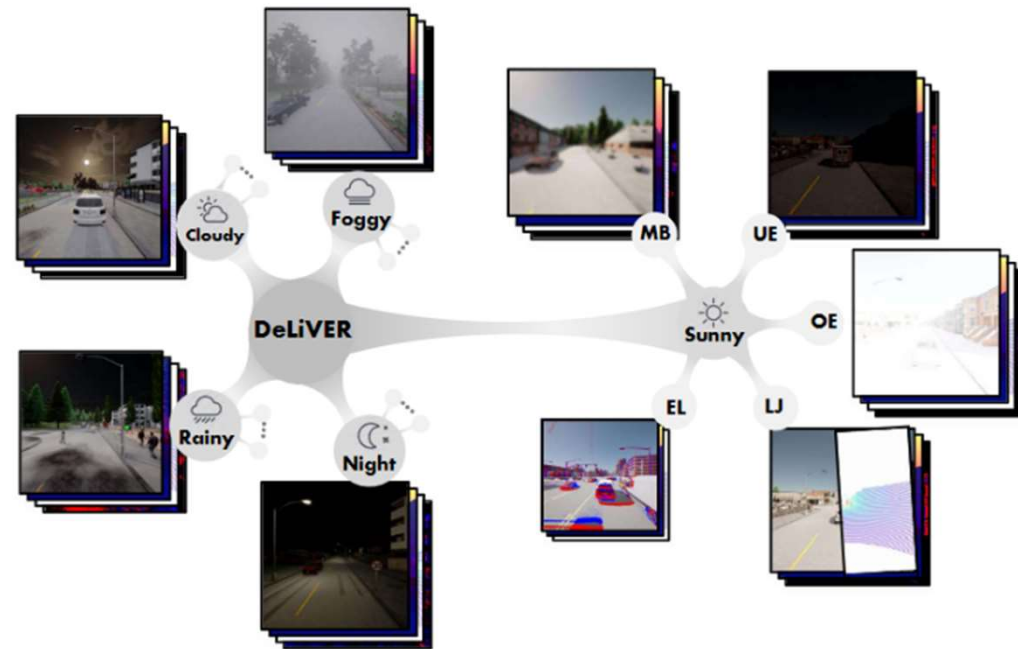 Foggy
Cloudy
MB
UE
DeLiVER
Sunny
OE
Rainy
Night
EL
LJ